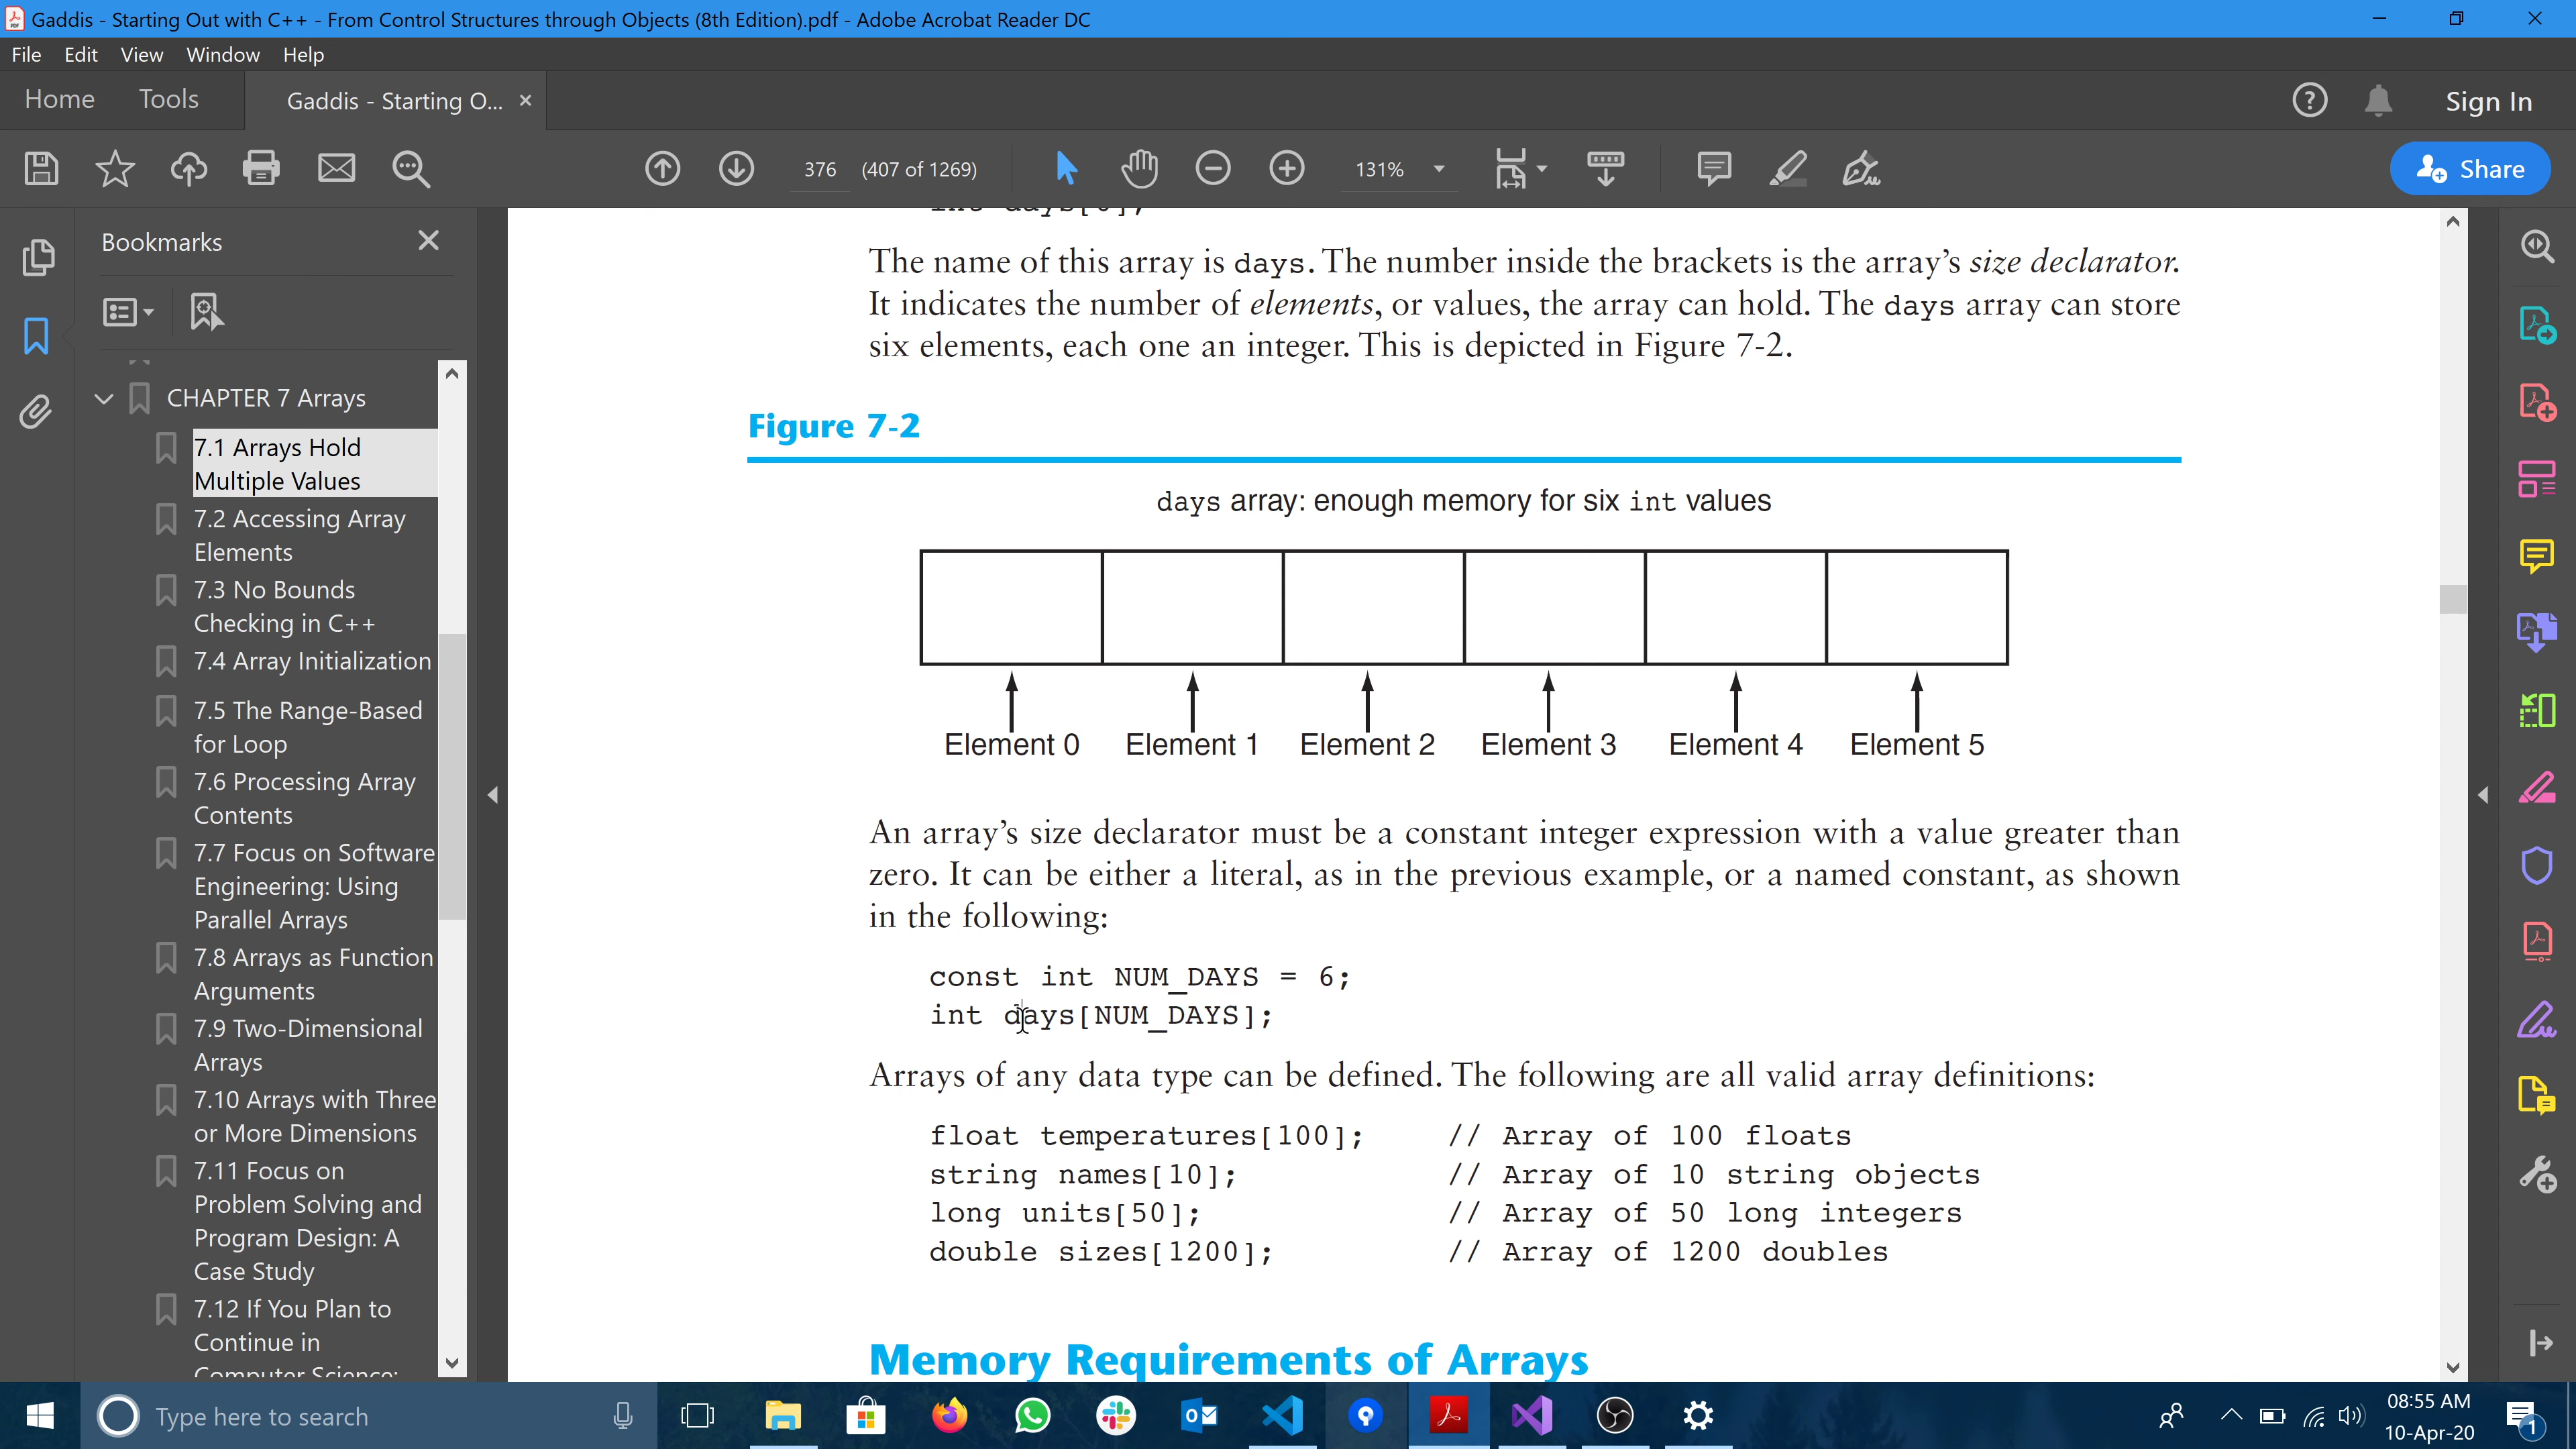 Gaddis - Starting Out with C++ - From Control Structures through Objects (8th Edition).pdf - Adobe Acrobat Reader DC
File Edit View Window Help
Home Tools Gaddis - Starting O... Sign In
376 (407 of 1269) 131% Share
Bookmarks
CHAPTER 7 Arrays
7.1 Arrays Hold
Multiple Values
7.2 Accessing Array
Elements
7.3 No Bounds
Checking in C++
7.4 Array Initialization
7.5 The Range-Based
for Loop
7.6 Processing Array
Contents
7.7 Focus on Software
Engineering: Using
Parallel Arrays
7.8 Arrays as Function
Arguments
7.9 Two-Dimensional
Arrays
7.10 Arrays with Three
or More Dimensions
7.11 Focus on
Problem Solving and
Program Design: A
Case Study
7.12 If You Plan to
Continue in
Computer Science:
The name of this array is days. The number inside the brackets is the array's size declarator.
It indicates the number of elements, or values, the array can hold. The days array can store
six elements, each one an integer. This is depicted in Figure 7-2.
Figure 7-2
days array: enough memory for six int values
Element 0 Element 1 Element 2 Element 3 Element 4 Element 5
An array's size declarator must be a constant integer expression with a value greater than
zero. It can be either a literal, as in the previous example, or a named constant, as shown
in the following:
const int NUM_DAYS = 6;
int days[NUM_DAYS];
Arrays of any data type can be defined. The following are all valid array definitions:
float temperatures[100]; // Array of 100 floats
string names[10]; // Array of 10 string objects
long units[50]; // Array of 50 long integers
double sizes[1200]; // Array of 1200 doubles
Memory Requirements of Arrays
Type here to search
08:55 AM
10-Apr-20
1